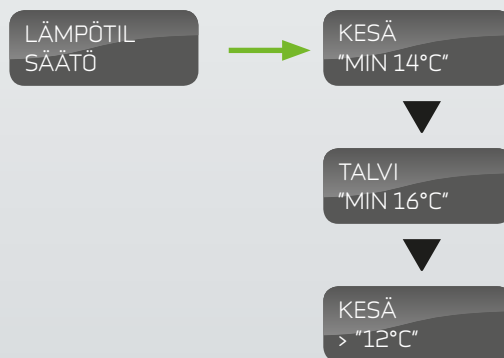 LÄMPÖTIL
SÄÄTÖ
KESÄ
"MIN 14°C"
TALVI
"MIN 16°C"
KESÄ
> "12°C"